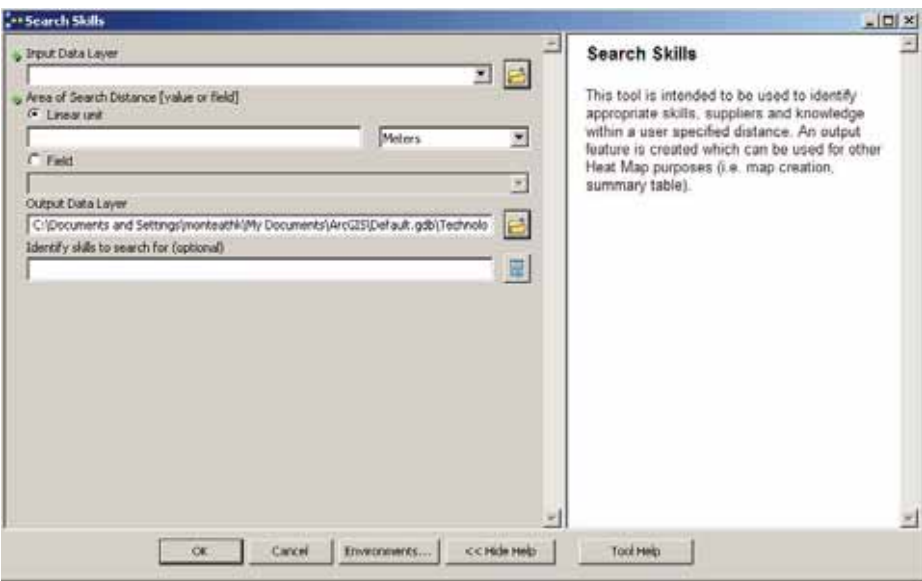 Search Skills
Input Data Layer
Area of Search Distance [value or field]
Linear unit
Meters
Field
Output Data Layer
C:\Documents and Settings\monteathk\My Documents\ArcGIS\Default.gdb\Technolo
Identify skills to search for (optional)
OK
Cancel
Environments...
<< Hide Help
Tool Help
Search Skills
This tool is intended to be used to identify
appropriate skills, suppliers and knowledge
within a user specified distance. An output
feature is created which can be used for other
Heat Map purposes (i.e. map creation,
summary table).